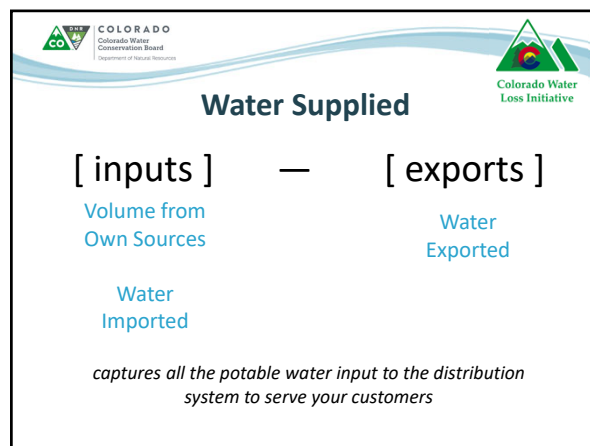 CO
DNR
COLORADO
Colorado Water
Conservation Board
Department of Natural Resources
Colorado Water
Loss Initiative
Water Supplied
[ inputs ] — [ exports ]
Volume from
Own Sources
Water
Exported
Water
Imported
captures all the potable water input to the distribution
system to serve your customers